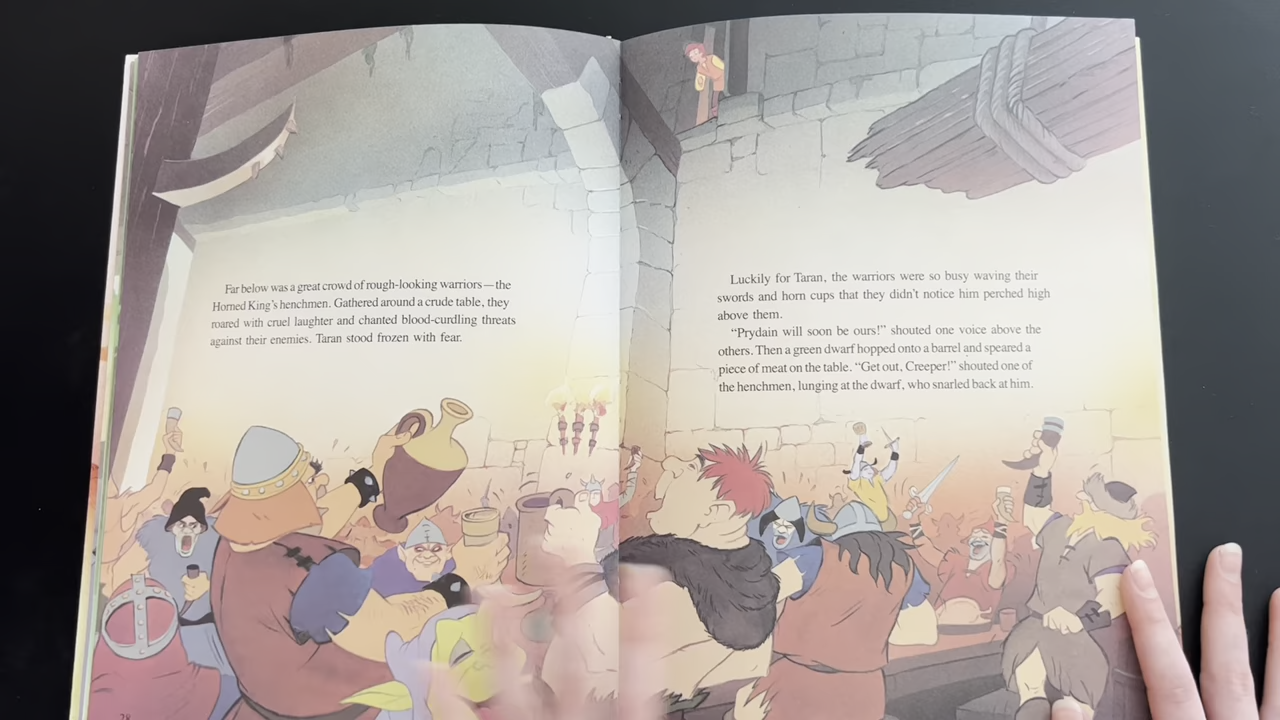 Far below was a great crowd of rough-looking warriors—the
Horned King's henchmen. Gathered around a crude table, they
roared with cruel laughter and chanted blood-curdling threats
against their enemies. Taran stood frozen with fear.
28
Luckily for Taran, the warriors were so busy waving their
swords and horn cups that they didn't notice him perched high
above them.
"Prydain will soon be ours!" shouted one voice above the
others. Then a green dwarf hopped onto a barrel and speared a
piece of meat on the table. "Get out, Creeper!" shouted one of
the henchmen, lunging at the dwarf, who snarled back at him.